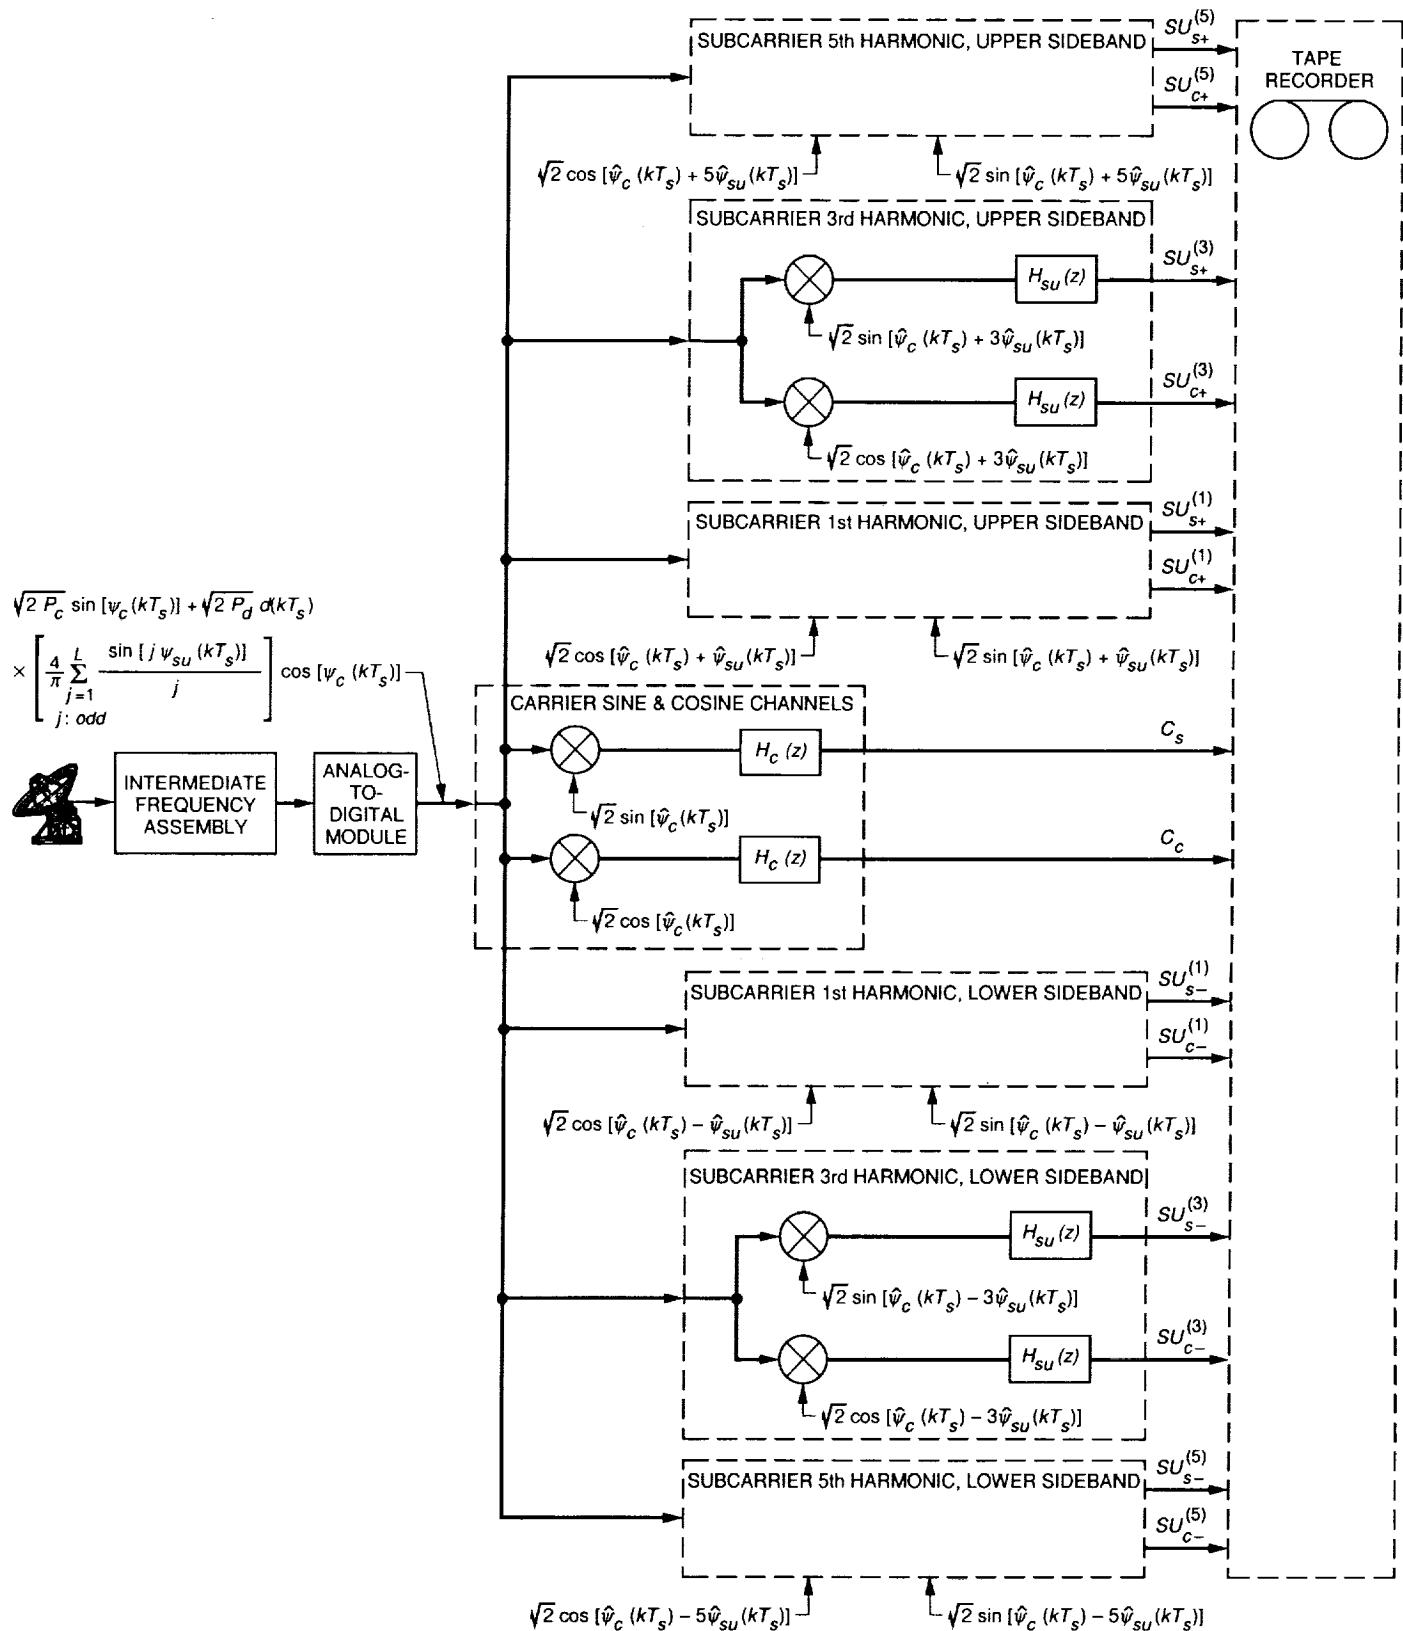 SUBCARRIER 5th HARMONIC, UPPER SIDEBAND
SU_{s+}^{(5)}
SU_{c+}^{(5)}
TAPE
RECORDER
√2 cos [ψ̂_c (kT_s) + 5ψ̂_{su}(kT_s)]
√2 sin [ψ̂_c (kT_s) + 5ψ̂_{su}(kT_s)]
SUBCARRIER 3rd HARMONIC, UPPER SIDEBAND
H_{su}(z)
SU_{s+}^{(3)}
√2 sin [ψ̂_c (kT_s) + 3ψ̂_{su}(kT_s)]
H_{su}(z)
SU_{c+}^{(3)}
√2 cos [ψ̂_c (kT_s) + 3ψ̂_{su}(kT_s)]
SUBCARRIER 1st HARMONIC, UPPER SIDEBAND
SU_{s+}^{(1)}
SU_{c+}^{(1)}
√2 cos [ψ̂_c (kT_s) + ψ̂_{su}(kT_s)]
√2 sin [ψ̂_c (kT_s) + ψ̂_{su}(kT_s)]
√2 P_c sin [ψ_c(kT_s)] + √2 P_d d(kT_s)
× [ 4/π Σ_{j=1, j: odd}^{L} sin [ j ψ_{su} (kT_s)] / j ] cos [ψ_c (kT_s)]
INTERMEDIATE
FREQUENCY
ASSEMBLY
ANALOG-
TO-
DIGITAL
MODULE
CARRIER SINE & COSINE CHANNELS
H_c (z)
C_s
√2 sin [ψ̂_c(kT_s)]
H_c (z)
C_c
√2 cos [ψ̂_c(kT_s)]
SUBCARRIER 1st HARMONIC, LOWER SIDEBAND
SU_{s−}^{(1)}
SU_{c−}^{(1)}
√2 cos [ψ̂_c (kT_s) − ψ̂_{su}(kT_s)]
√2 sin [ψ̂_c (kT_s) − ψ̂_{su}(kT_s)]
SUBCARRIER 3rd HARMONIC, LOWER SIDEBAND
H_{su}(z)
SU_{s−}^{(3)}
√2 sin [ψ̂_c (kT_s) − 3ψ̂_{su}(kT_s)]
H_{su}(z)
SU_{c−}^{(3)}
√2 cos [ψ̂_c (kT_s) − 3ψ̂_{su}(kT_s)]
SUBCARRIER 5th HARMONIC, LOWER SIDEBAND
SU_{s−}^{(5)}
SU_{c−}^{(5)}
√2 cos [ψ̂_c (kT_s) − 5ψ̂_{su}(kT_s)]
√2 sin [ψ̂_c (kT_s) − 5ψ̂_{su}(kT_s)]